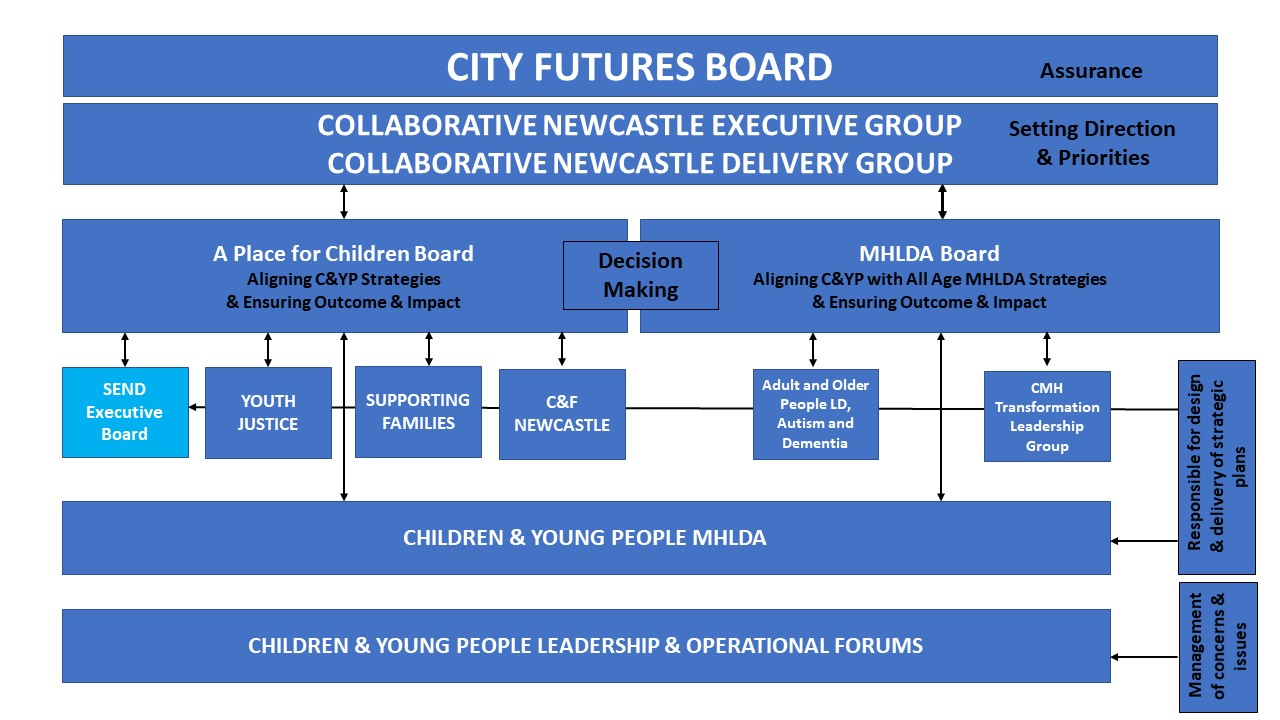 CITY FUTURES BOARD
Assurance
COLLABORATIVE NEWCASTLE EXECUTIVE GROUP
COLLABORATIVE NEWCASTLE DELIVERY GROUP
Setting Direction
& Priorities
A Place for Children Board
Aligning C&YP Strategies
& Ensuring Outcome & Impact
Decision
Making
MHLDA Board
Aligning C&YP with All Age MHLDA Strategies
& Ensuring Outcome & Impact
SEND
Executive
Board
YOUTH
JUSTICE
SUPPORTING
FAMILIES
C&F
NEWCASTLE
Adult and Older
People LD,
Autism and
Dementia
CMH
Transformation
Leadership
Group
Responsible for design
& delivery of strategic
plans
CHILDREN & YOUNG PEOPLE MHLDA
CHILDREN & YOUNG PEOPLE LEADERSHIP & OPERATIONAL FORUMS
Management
of concerns &
issues